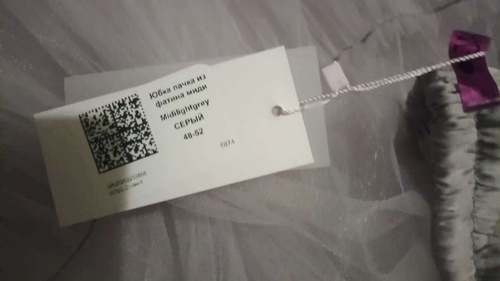 Юбка пачка из
фатина миди
Midilightgrey
СЕРЫЙ
48-52